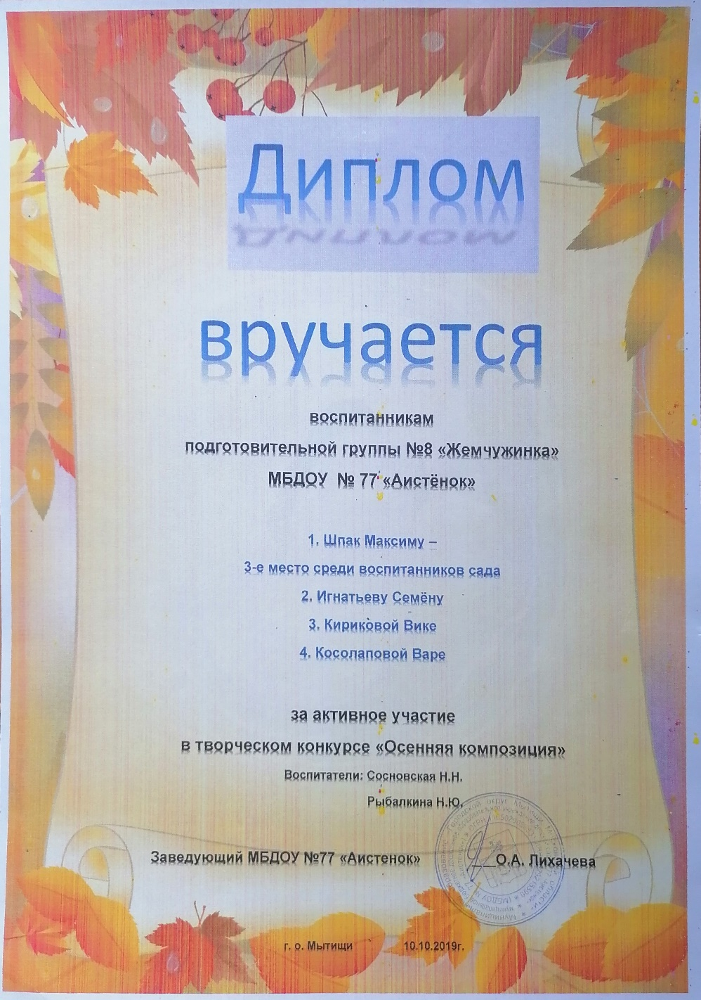 Диплом
вручается
воспитанникам
подготовительной группы №8 «Жемчужинка»
МБДОУ № 77 «Аистёнок»
1. Шпак Максиму –
3-е место среди воспитанников сада
2. Игнатьеву Семёну
3. Кириковой Вике
4. Косолаповой Варе
за активное участие
в творческом конкурсе «Осенняя композиция»
Воспитатели: Сосновская Н.Н.
Рыбалкина Н.Ю.
Заведующий МБДОУ №77 «Аистенок» __О.А. Лихачева
г. о. Мытищи 10.10.2019г.